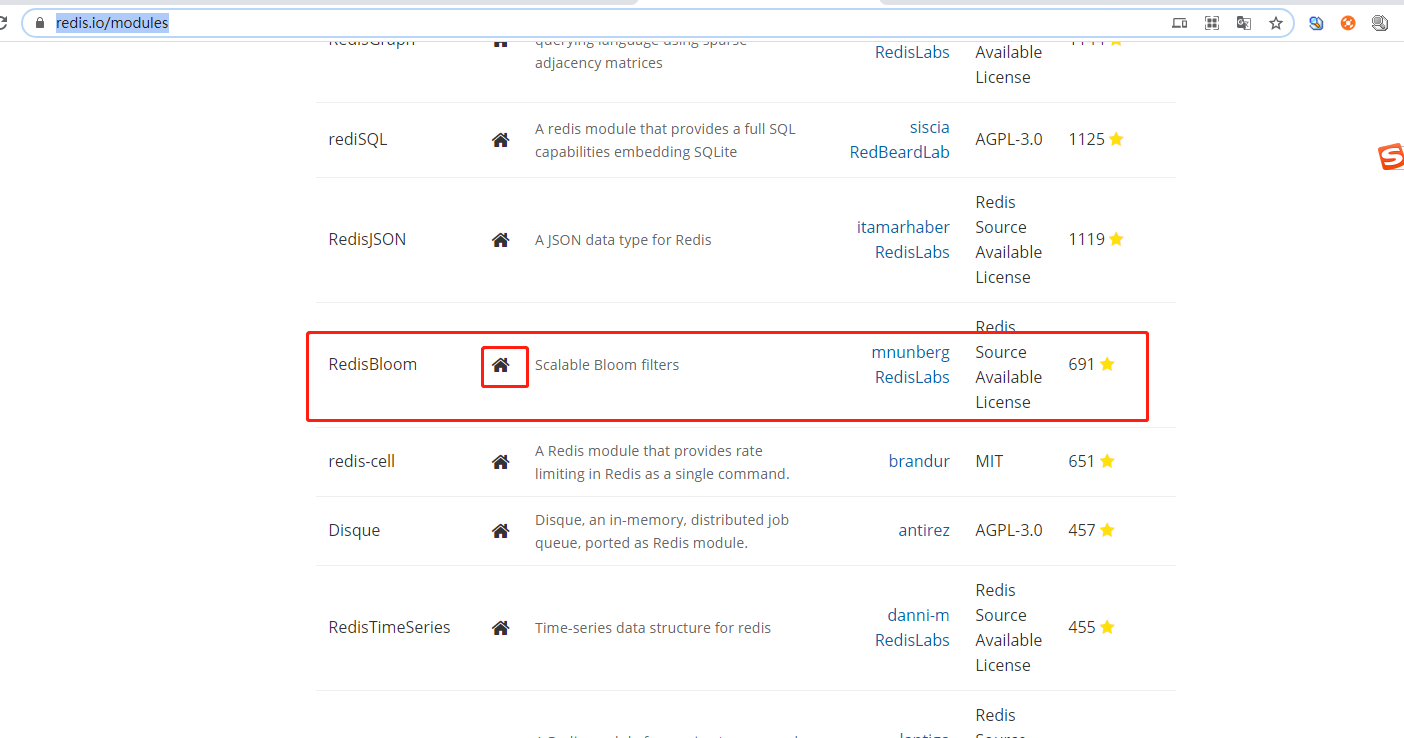 redis.io/modules
RedisGraph
querying language using sparse
adjacency matrices
RedisLabs
Available
License
1144
rediSQL
A redis module that provides a full SQL
capabilities embedding SQLite
siscia
RedBeardLab
AGPL-3.0
1125
RedisJSON
A JSON data type for Redis
itamarhaber
RedisLabs
Redis
Source
Available
License
1119
RedisBloom
Scalable Bloom filters
mnunberg
RedisLabs
Redis
Source
Available
License
691
redis-cell
A Redis module that provides rate
limiting in Redis as a single command.
brandur
MIT
651
Disque
Disque, an in-memory, distributed job
queue, ported as Redis module.
antirez
AGPL-3.0
457
RedisTimeSeries
Time-series data structure for redis
danni-m
RedisLabs
Redis
Source
Available
License
455
Redis